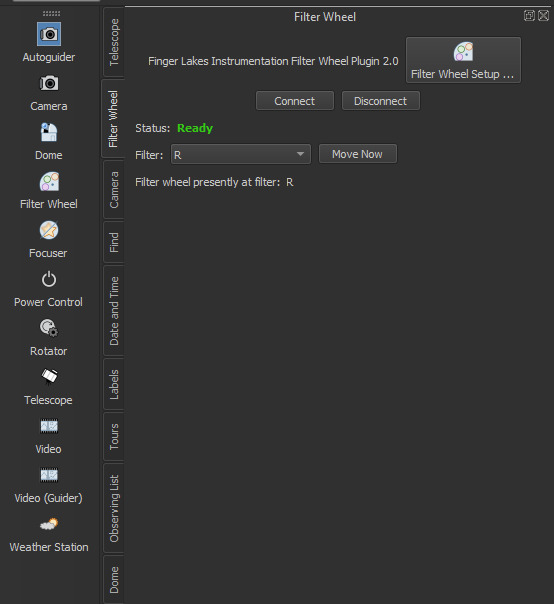 Filter Wheel
Autoguider
Camera
Dome
Filter Wheel
Focuser
Power Control
Rotator
Telescope
Video
Video (Guider)
Weather Station
Telescope
Filter Wheel
Camera
Find
Date and Time
Labels
Tours
Observing List
Dome
Finger Lakes Instrumentation Filter Wheel Plugin 2.0
Filter Wheel Setup ...
Connect Disconnect
Status: Ready
Filter: R Move Now
Filter wheel presently at filter: R